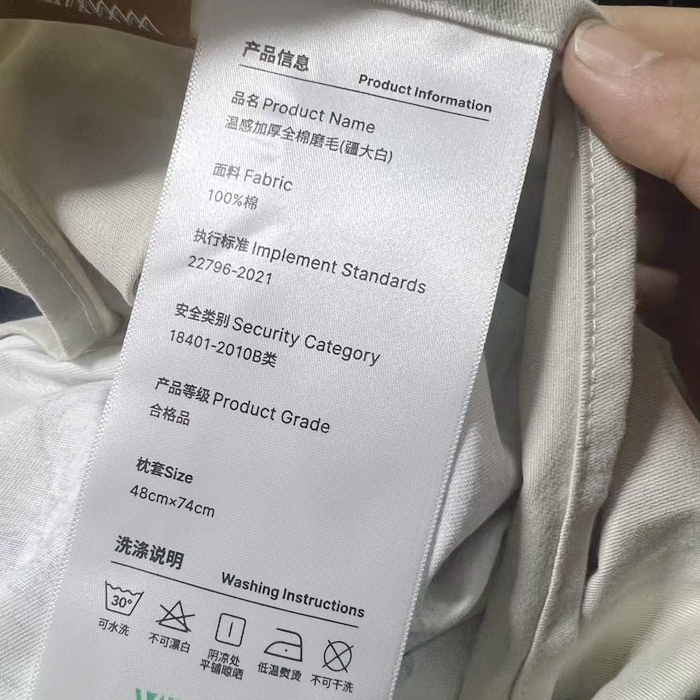 产品信息
Product Information
品名 Product Name
温感加厚全棉磨毛(疆大白)
面料 Fabric
100%棉
执行标准 Implement Standards
22796-2021
安全类别 Security Category
18401-2010B类
产品等级 Product Grade
合格品
枕套Size
48cm×74cm
洗涤说明
Washing Instructions
30°
可水洗
不可漂白
阴凉处
平铺晾晒
低温熨烫
不可干洗